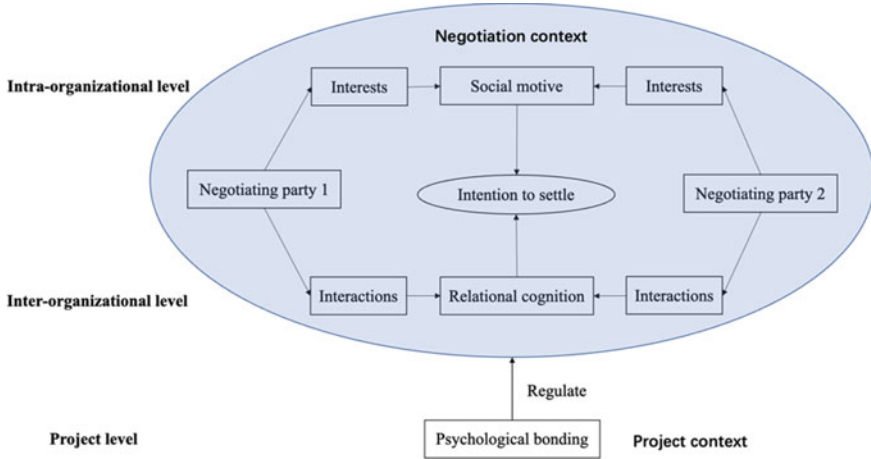 Negotiation context
Intra-organizational level
Interests
Social motive
Interests
Negotiating party 1
Intention to settle
Negotiating party 2
Inter-organizational level
Interactions
Relational cognition
Interactions
Regulate
Project level
Psychological bonding
Project context